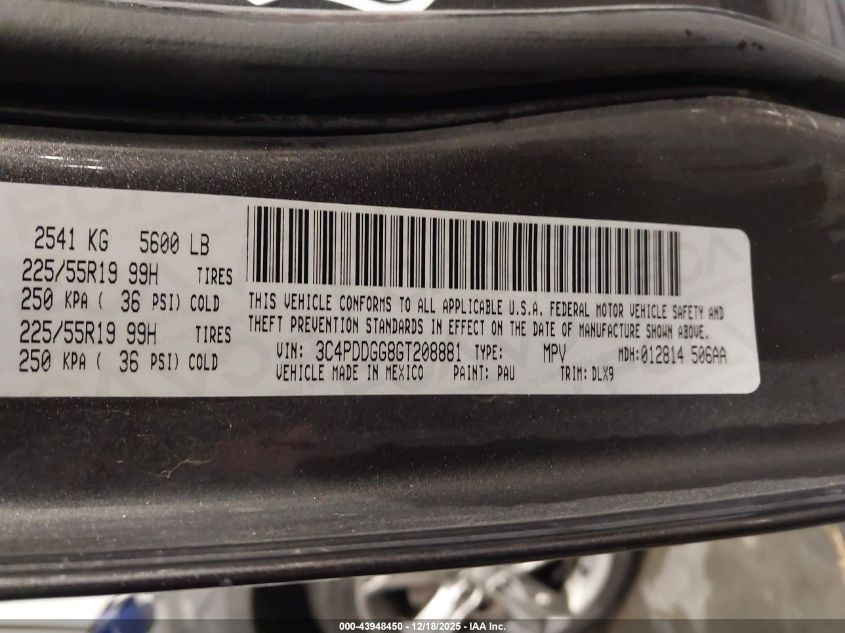 2541 KG 5600 LB
225/55R19 99H TIRES
250 KPA ( 36 PSI) COLD
225/55R19 99H TIRES
250 KPA ( 36 PSI) COLD
THIS VEHICLE CONFORMS TO ALL APPLICABLE U.S.A. FEDERAL MOTOR VEHICLE SAFETY AND
THEFT PREVENTION STANDARDS IN EFFECT ON THE DATE OF MANUFACTURE SHOWN ABOVE.
VIN: 3C4PDDGG8GT208881 TYPE: MPV MDH:012814 506AA
VEHICLE MADE IN MEXICO PAINT: PAU TRIM: DLX9
000-43948450 - 12/18/2025 - IAA Inc.